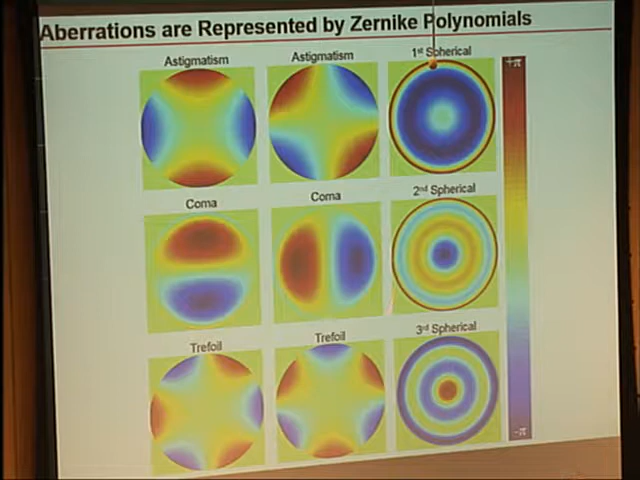 Aberrations are Represented by Zernike Polynomials
Astigmatism
Astigmatism
1st Spherical
+π
Coma
Coma
2nd Spherical
Trefoil
Trefoil
3rd Spherical
-π